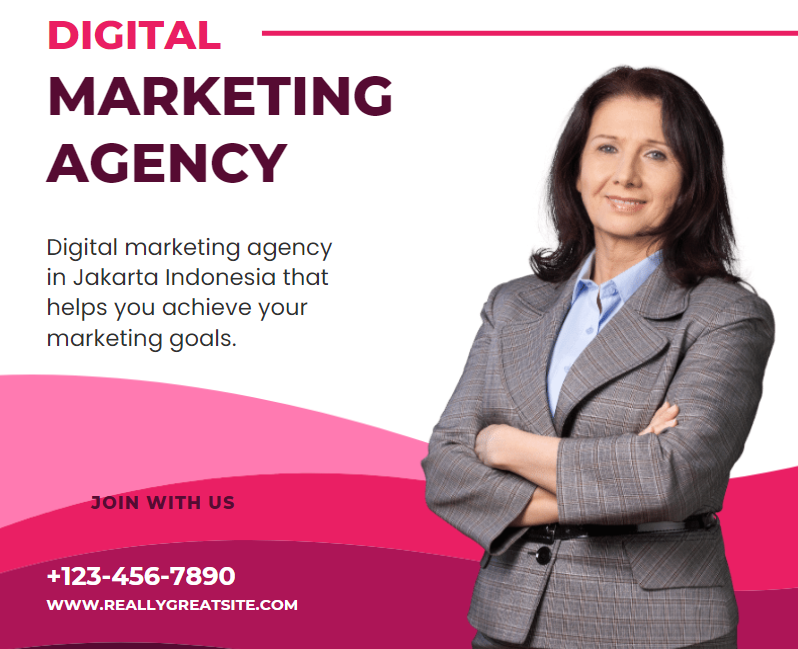 DIGITAL
MARKETING
AGENCY
Digital marketing agency
in Jakarta Indonesia that
helps you achieve your
marketing goals.
JOIN WITH US
+123-456-7890
WWW.REALLYGREATSITE.COM